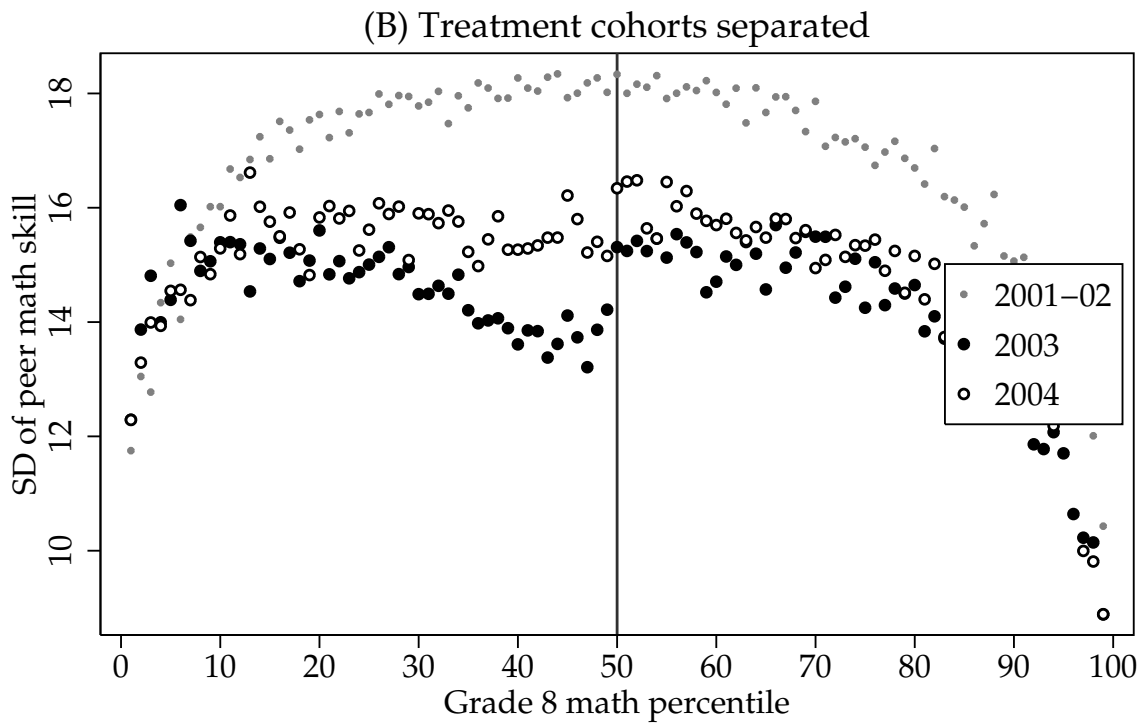 (B) Treatment cohorts separated
SD of peer math skill
18
16
14
12
10
2001−02
2003
2004
0 10 20 30 40 50 60 70 80 90 100
Grade 8 math percentile